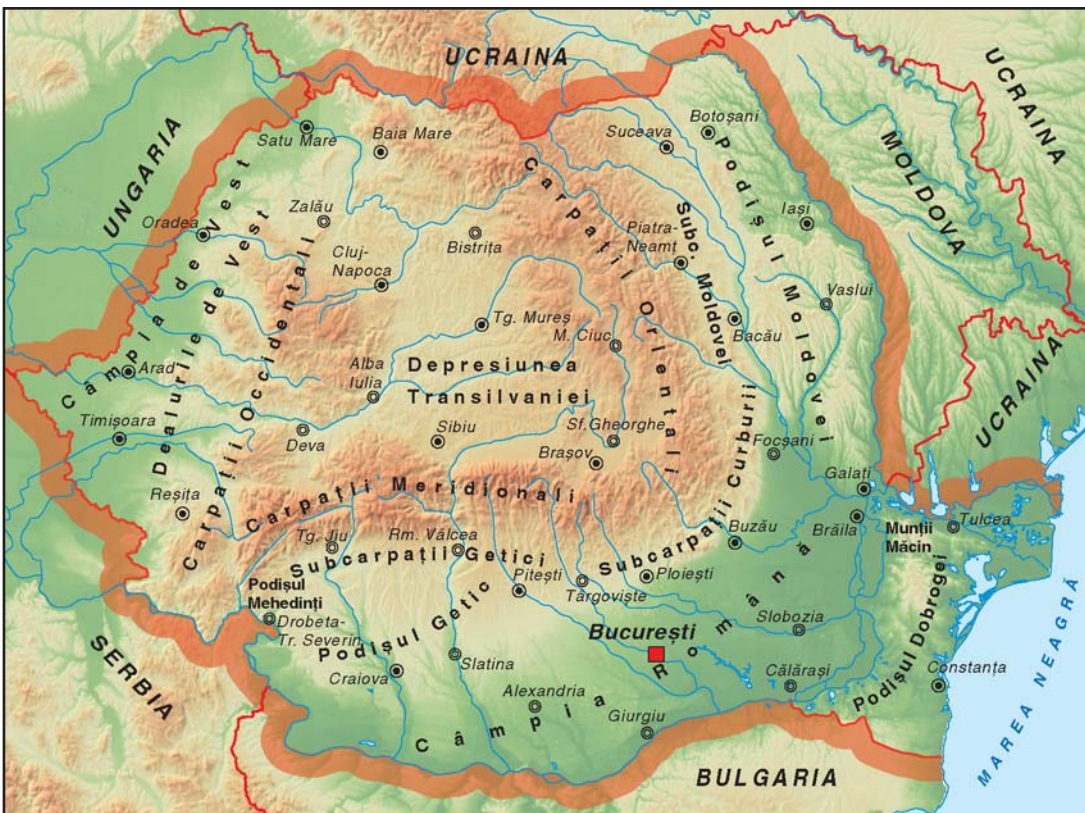 UCRAINA
UCRAINA
UNGARIA
MOLDOVA
Satu Mare
Baia Mare
Suceava
Botoșani
Podișul Moldovei
Carpații Orientali
Subc. Moldovei
Câmpia de Vest
Dealurile de Vest
Carpații Occidentali
Oradea
Zalău
Cluj-
Napoca
Bistrița
Piatra-
Neamț
Iași
Vaslui
Tg. Mureș
M. Ciuc
Bacău
Arad
Alba
Iulia
Depresiunea
Transilvaniei
UCRAINA
Timișoara
Deva
Sibiu
Sf.Gheorghe
Brașov
Focșani
Subcarpații Curburii
Galați
Reșița
Carpații Meridionali
Brăila
Munții
Măcin
Tulcea
Tg. Jiu
Rm. Vâlcea
Subcarpații Getici
Buzău
Pitești
Târgoviște
Ploiești
Podișul
Mehedinți
Drobeta-
Tr. Severin
Podișul Getic
București
Slobozia
Podișul Dobrogei
SERBIA
Craiova
Slatina
Alexandria
Călărași
Constanța
Câmpia Română
Giurgiu
BULGARIA
MAREA NEAGRĂ